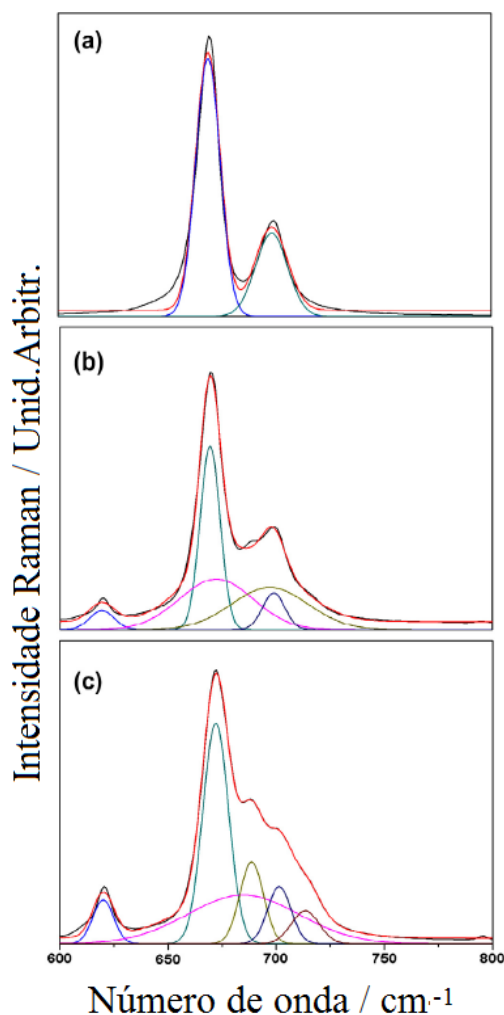 (a)
(b)
(c)
Intensidade Raman / Unid.Arbitr.
600 650 700 750 800
Número de onda / cm-1